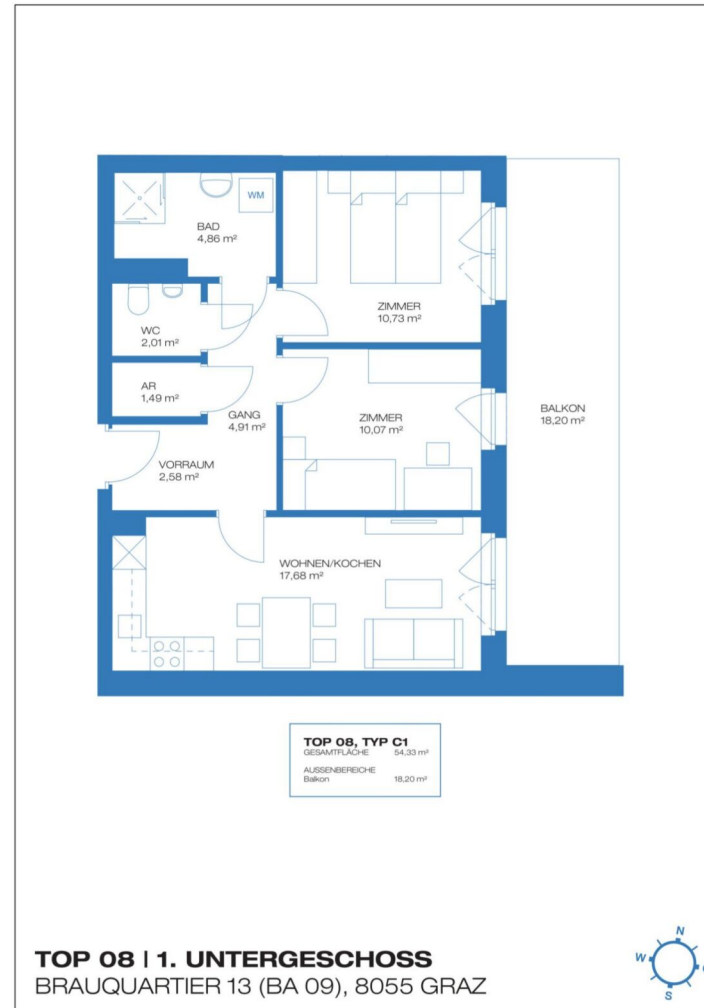 WM
BAD
4,86 m²
ZIMMER
10,73 m²
WC
2,01 m²
AR
1,49 m²
GANG
4,91 m²
ZIMMER
10,07 m²
BALKON
18,20 m²
VORRAUM
2,58 m²
WOHNEN/KOCHEN
17,68 m²
TOP 08, TYP C1
GESAMTFLÄCHE 54,33 m²
AUSSENBEREICHE
Balkon 18,20 m²
TOP 08 | 1. UNTERGESCHOSS
BRAUQUARTIER 13 (BA 09), 8055 GRAZ
N
W
S